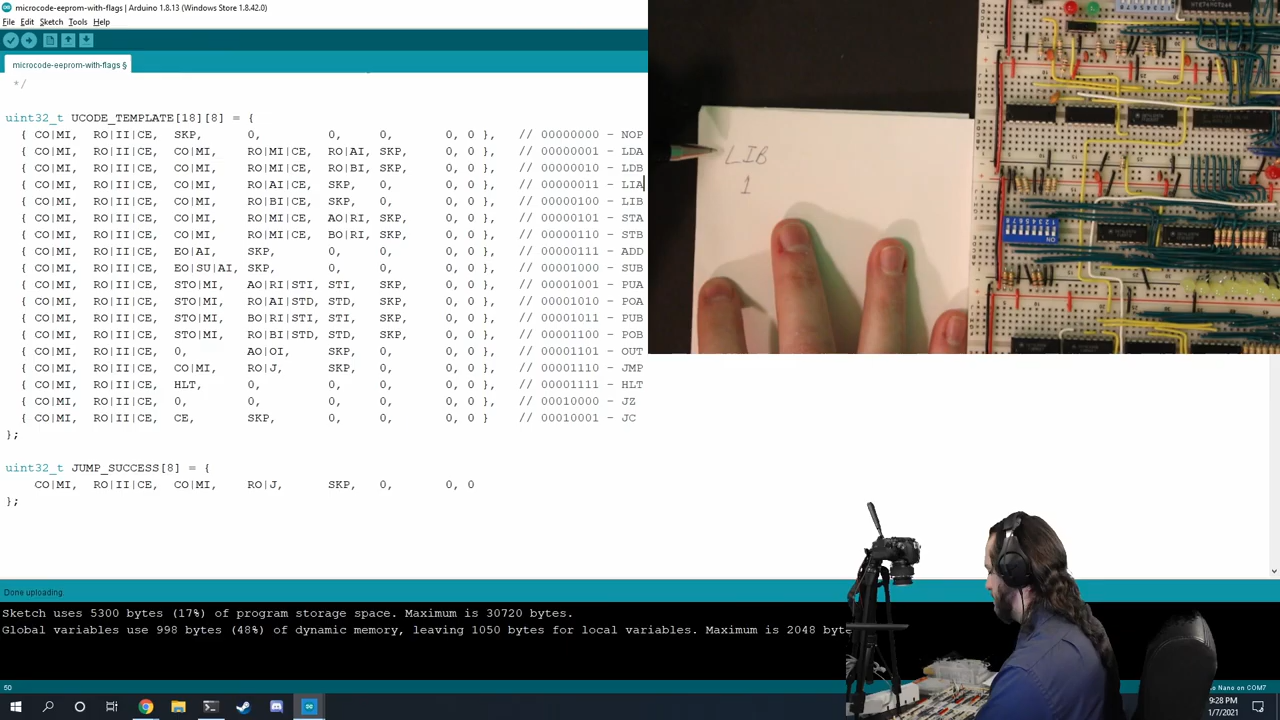 microcode-eeprom-with-flags | Arduino 1.8.13 (Windows Store 1.8.42.0)
File Edit Sketch Tools Help
microcode-eeprom-with-flags §
*/
uint32_t UCODE_TEMPLATE[18][8] = {
{ CO|MI, RO|II|CE, SKP, 0, 0, 0, 0, 0 }, // 00000000 - NOP
{ CO|MI, RO|II|CE, CO|MI, RO|MI|CE, RO|AI, SKP, 0, 0 }, // 00000001 - LDA
{ CO|MI, RO|II|CE, CO|MI, RO|MI|CE, RO|BI, SKP, 0, 0 }, // 00000010 - LDB
{ CO|MI, RO|II|CE, CO|MI, RO|AI|CE, SKP, 0, 0, 0 }, // 00000011 - LIA
{ CO|MI, RO|II|CE, CO|MI, RO|BI|CE, SKP, 0, 0, 0 }, // 00000100 - LIB
{ CO|MI, RO|II|CE, CO|MI, RO|MI|CE, AO|RI, SKP, 0, 0 }, // 00000101 - STA
{ CO|MI, RO|II|CE, CO|MI, RO|MI|CE, BO|RI, SKP, 0, 0 }, // 00000110 - STB
{ CO|MI, RO|II|CE, EO|AI, SKP, 0, 0, 0, 0 }, // 00000111 - ADD
{ CO|MI, RO|II|CE, EO|SU|AI, SKP, 0, 0, 0, 0 }, // 00001000 - SUB
{ CO|MI, RO|II|CE, STO|MI, AO|RI|STI, STI, SKP, 0, 0 }, // 00001001 - PUA
{ CO|MI, RO|II|CE, STO|MI, RO|AI|STD, STD, SKP, 0, 0 }, // 00001010 - POA
{ CO|MI, RO|II|CE, STO|MI, BO|RI|STI, STI, SKP, 0, 0 }, // 00001011 - PUB
{ CO|MI, RO|II|CE, STO|MI, RO|BI|STD, STD, SKP, 0, 0 }, // 00001100 - POB
{ CO|MI, RO|II|CE, 0, AO|OI, SKP, 0, 0, 0 }, // 00001101 - OUT
{ CO|MI, RO|II|CE, CO|MI, RO|J, SKP, 0, 0, 0 }, // 00001110 - JMP
{ CO|MI, RO|II|CE, HLT, 0, 0, 0, 0, 0 }, // 00001111 - HLT
{ CO|MI, RO|II|CE, 0, 0, 0, 0, 0, 0 }, // 00010000 - JZ
{ CO|MI, RO|II|CE, CE, SKP, 0, 0, 0, 0 } // 00010001 - JC
};
uint32_t JUMP_SUCCESS[8] = {
CO|MI, RO|II|CE, CO|MI, RO|J, SKP, 0, 0, 0
};
LIB
1
Done uploading.
Sketch uses 5300 bytes (17%) of program storage space. Maximum is 30720 bytes.
Global variables use 998 bytes (48%) of dynamic memory, leaving 1050 bytes for local variables. Maximum is 2048 byte
50
o Nano on COM7
9:28 PM
1/7/2021